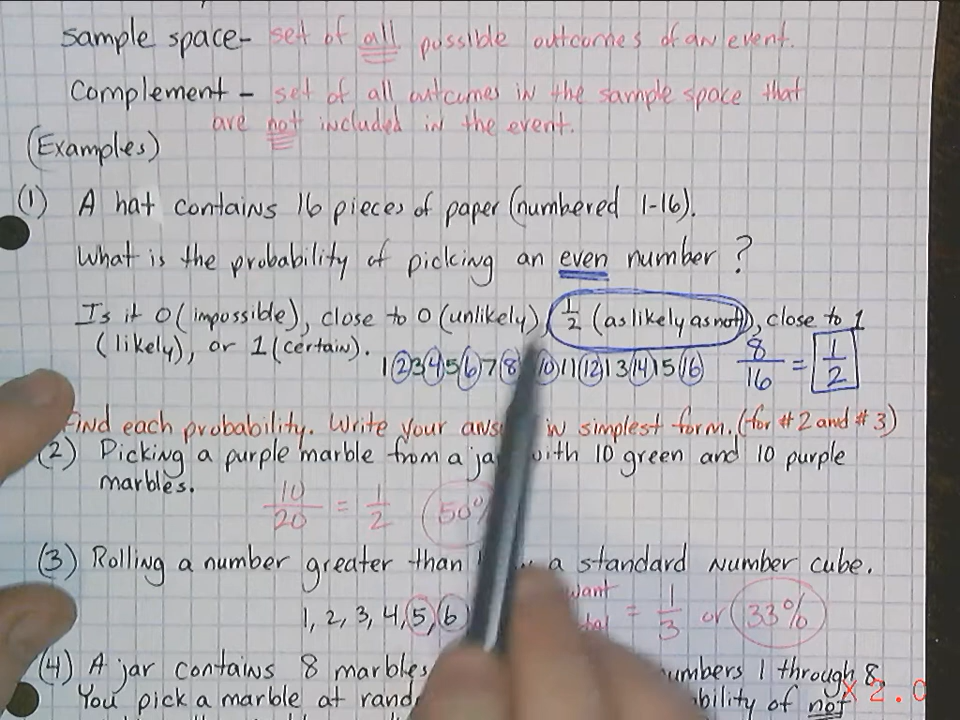 Sample space- set of all possible outcomes of an event.
Complement - set of all outcomes in the sample space that
are not included in the event.
(Examples)
(1) A hat contains 16 pieces of paper (numbered 1-16).
What is the probability of picking an even number?
Is it 0 (impossible), close to 0 (unlikely), 1/2 (as likely as not), close to 1
(likely), or 1 (certain).
1 2 3 4 5 6 7 8 10 11 12 13 14 15 16 8/16 = 1/2
Find each probability. Write your in simplest form. (for #2 and #3)
(2) Picking a purple marble from a with 10 green and 10 purple
marbles.
10/20 = 1/2 50%
(3) Rolling a number greater than a standard number cube.
1, 2, 3, 4, 5, 6 want = 1/3 or 33%
(4) A jar contains 8 marbles numbers 1 through 8.
You pick a marble at of not
x2.0